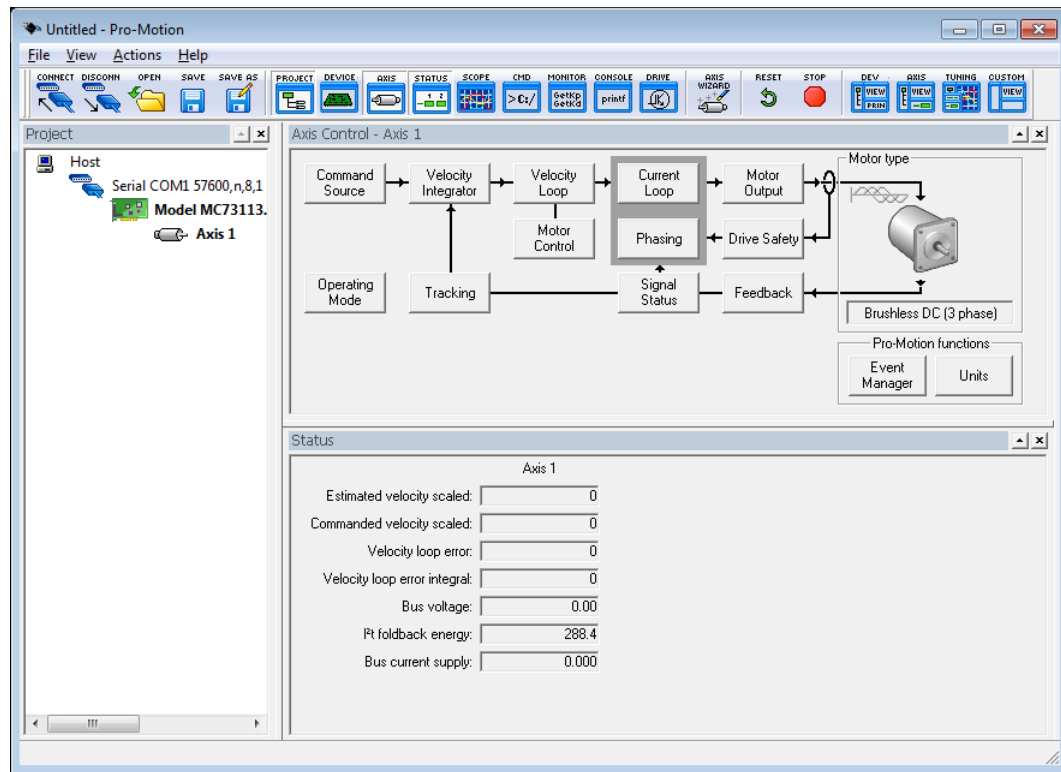 Untitled - Pro-Motion
File View Actions Help
CONNECT DISCONN OPEN SAVE SAVE AS PROJECT DEVICE AXIS STATUS SCOPE CMD MONITOR CONSOLE DRIVE AXIS WIZARD RESET STOP DEV AXIS TUNING CUSTOM
1 2
>C:/
GetKp
GetKd
printf
VIEW
PRIN
VIEW
VIEW
Project
Host
Serial COM1 57600,n,8,1
Model MC73113.
Axis 1
Axis Control - Axis 1
Command
Source
Velocity
Integrator
Velocity
Loop
Current
Loop
Motor
Output
Motor
Control
Phasing
Drive Safety
Operating
Mode
Tracking
Signal
Status
Feedback
Motor type
Brushless DC (3 phase)
Pro-Motion functions
Event
Manager
Units
Status
Axis 1
Estimated velocity scaled: 0
Commanded velocity scaled: 0
Velocity loop error: 0
Velocity loop error integral: 0
Bus voltage: 0.00
I²t foldback energy: 288.4
Bus current supply: 0.000